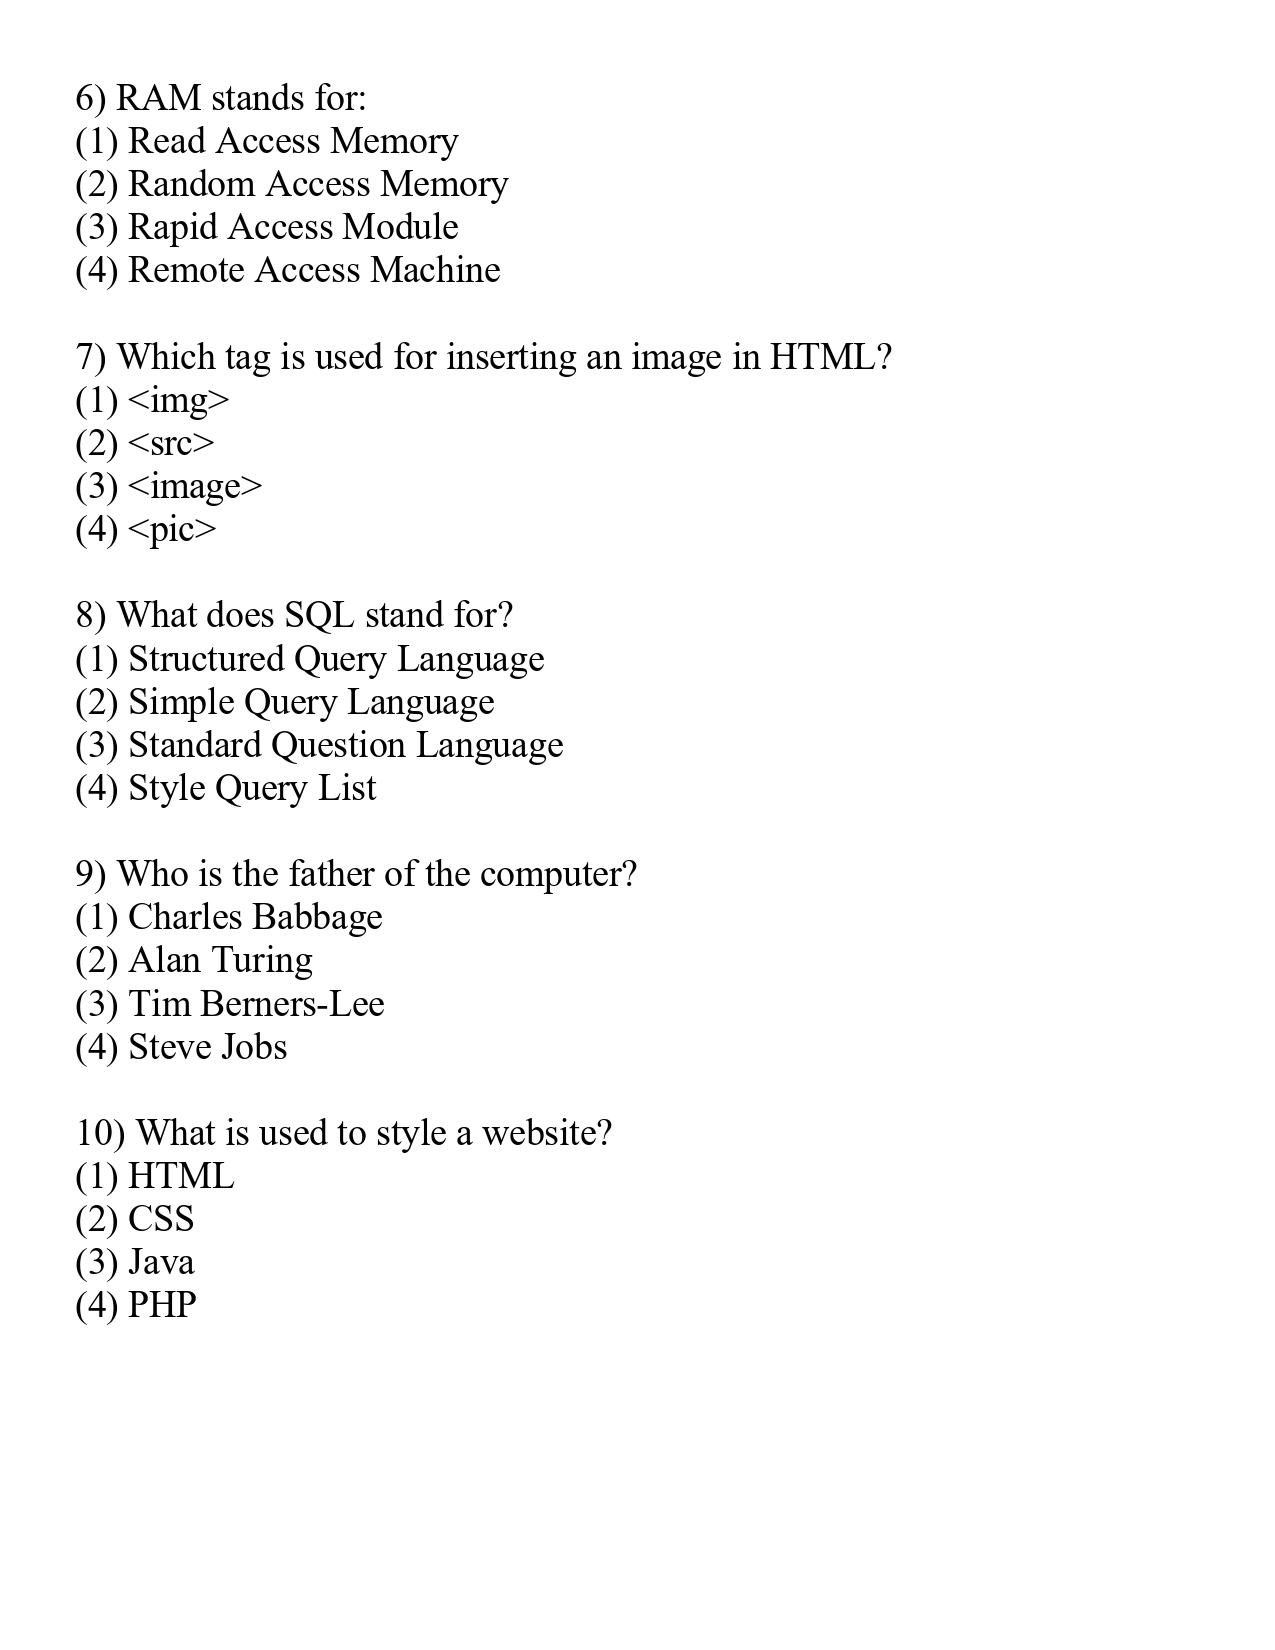 6) RAM stands for:
(1) Read Access Memory
(2) Random Access Memory
(3) Rapid Access Module
(4) Remote Access Machine
7) Which tag is used for inserting an image in HTML?
(1) <img>
(2) <src>
(3) <image>
(4) <pic>
8) What does SQL stand for?
(1) Structured Query Language
(2) Simple Query Language
(3) Standard Question Language
(4) Style Query List
9) Who is the father of the computer?
(1) Charles Babbage
(2) Alan Turing
(3) Tim Berners-Lee
(4) Steve Jobs
10) What is used to style a website?
(1) HTML
(2) CSS
(3) Java
(4) PHP